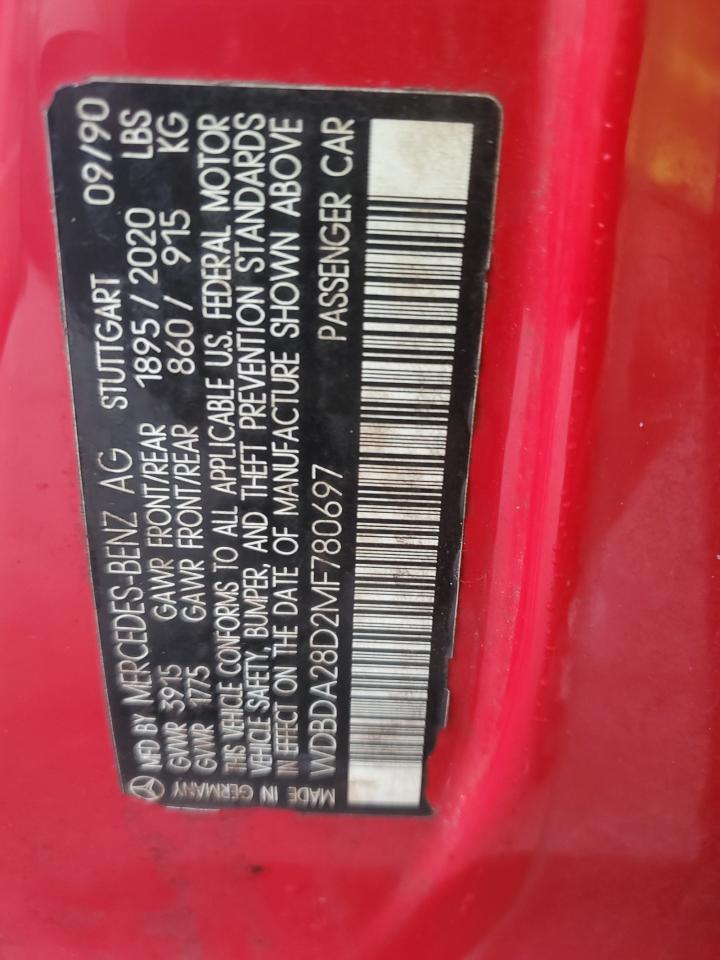 MFD BY MERCEDES-BENZ AG STUTTGART 09/90
GVWR 3915 GAWR FRONT/REAR 1895/2020 LBS
GVWR 1775 GAWR FRONT/REAR 860/ 915 KG
THIS VEHICLE CONFORMS TO ALL APPLICABLE U.S. FEDERAL MOTOR
VEHICLE SAFETY, BUMPER, AND THEFT PREVENTION STANDARDS
IN EFFECT ON THE DATE OF MANUFACTURE SHOWN ABOVE
WDBDA28D2MF780697 PASSENGER CAR
MADE IN GERMANY